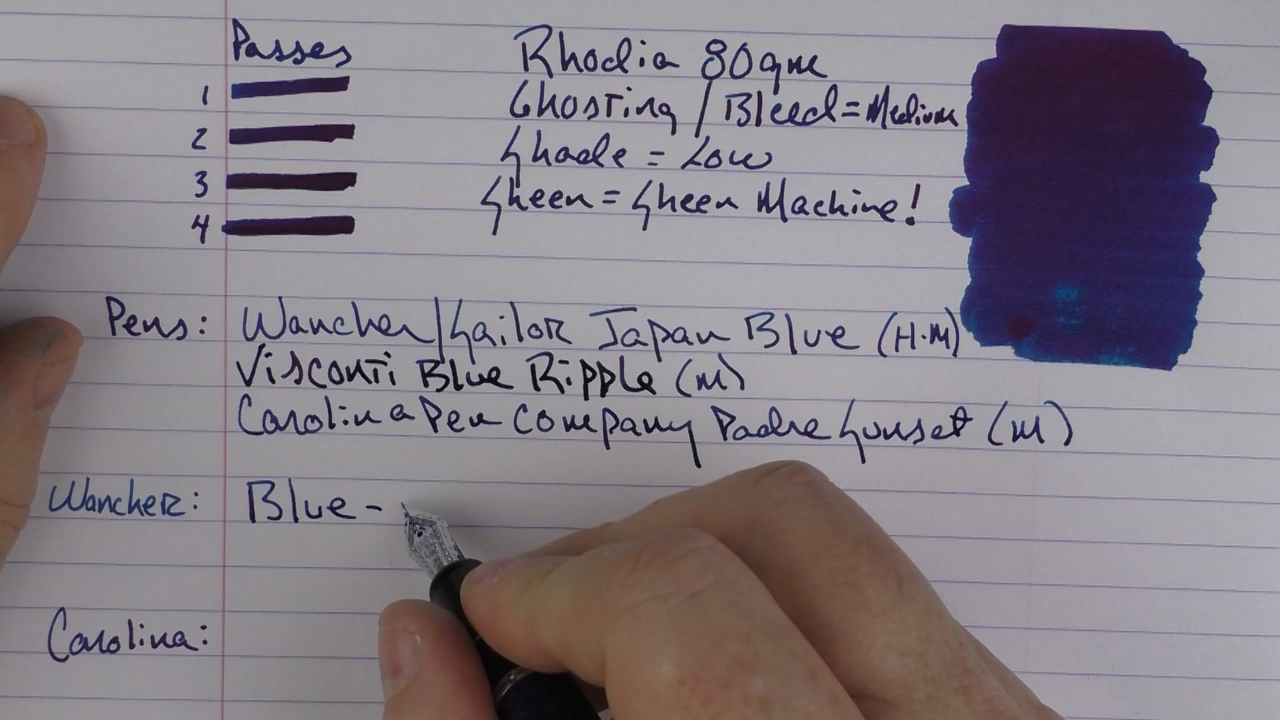 Passes
1
2
3
4
Rhodia 80gm
Ghosting / Bleed = Medium
Shade = Low
Sheen = Sheen Machine!
Pens: Wancher/Sailor Japan Blue (H·M)
Visconti Blue Ripple (M)
Carolina Pen Company Padre Sunset (M)
Wancher: Blue -
Carolina: